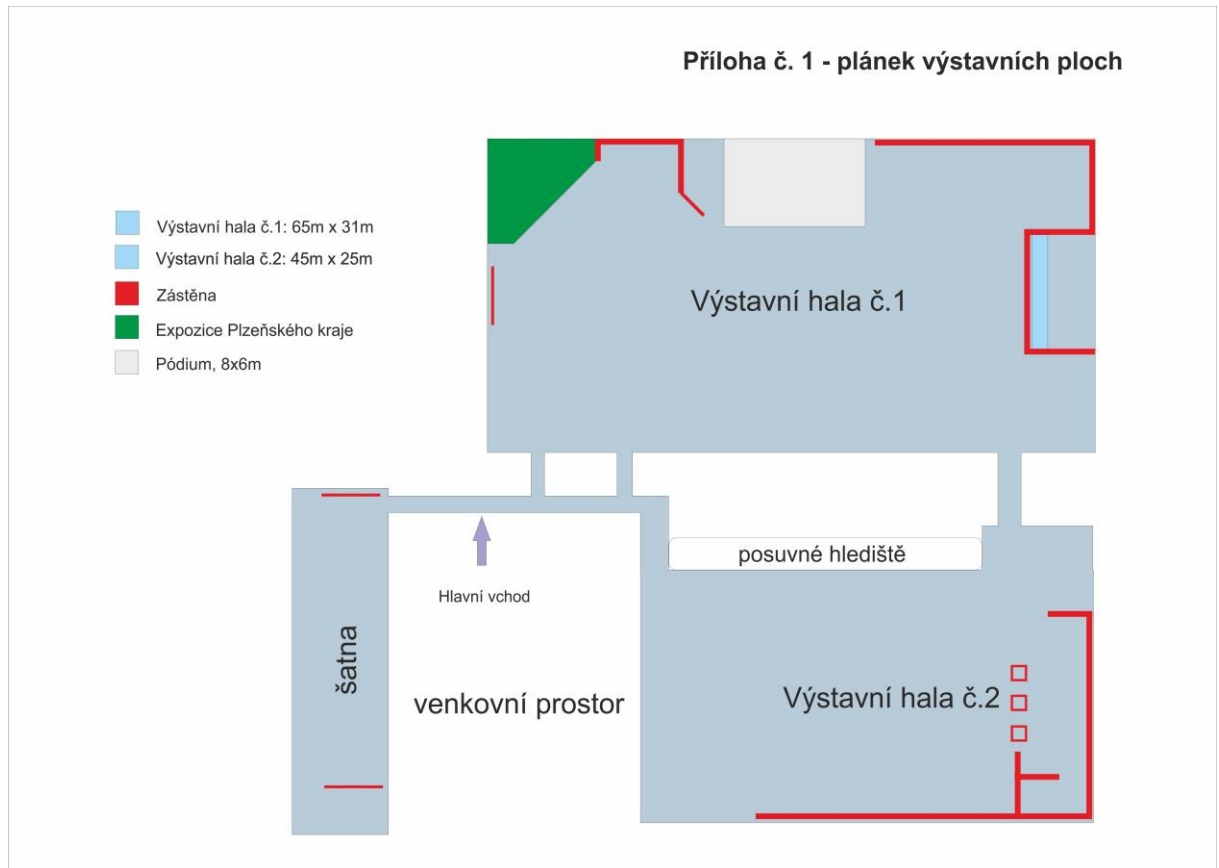 Příloha č. 1 - plánek výstavních ploch
Výstavní hala č.1: 65m x 31m
Výstavní hala č.2: 45m x 25m
Zástěna
Expozice Plzeňského kraje
Pódium, 8x6m
Výstavní hala č.1
posuvné hlediště
Hlavní vchod
šatna
venkovní prostor
Výstavní hala č.2